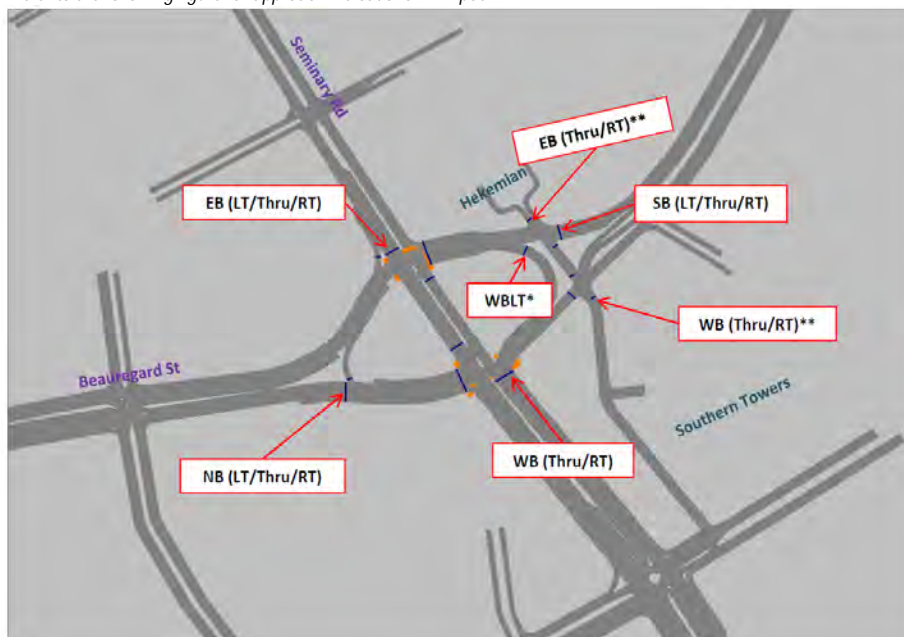 Seminary Rd
EB (Thru/RT)**
Hekemian
EB (LT/Thru/RT)
SB (LT/Thru/RT)
WBLT*
WB (Thru/RT)**
Beauregard St
Southern Towers
WB (Thru/RT)
NB (LT/Thru/RT)